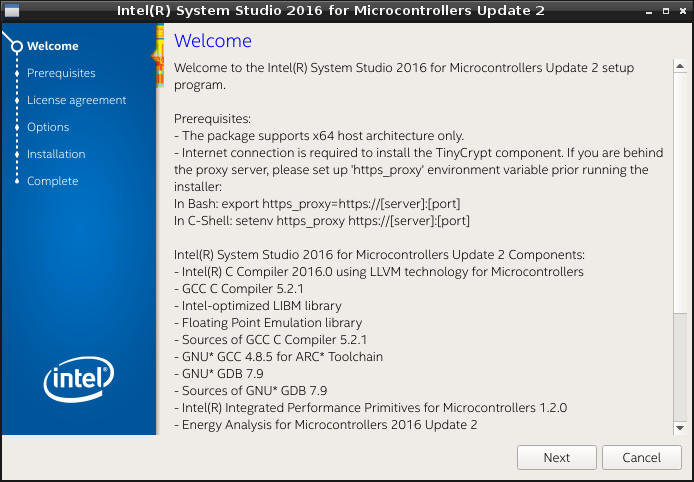 Intel(R) System Studio 2016 for Microcontrollers Update 2
Welcome
Prerequisites
License agreement
Options
Installation
Complete
intel®
Welcome
Welcome to the Intel(R) System Studio 2016 for Microcontrollers Update 2 setup
program.
Prerequisites:
- The package supports x64 host architecture only.
- Internet connection is required to install the TinyCrypt component. If you are behind
the proxy server, please set up 'https_proxy' environment variable prior running the
installer:
In Bash: export https_proxy=https://[server]:[port]
In C-Shell: setenv https_proxy https://[server]:[port]
Intel(R) System Studio 2016 for Microcontrollers Update 2 Components:
- Intel(R) C Compiler 2016.0 using LLVM technology for Microcontrollers
- GCC C Compiler 5.2.1
- Intel-optimized LIBM library
- Floating Point Emulation library
- Sources of GCC C Compiler 5.2.1
- GNU* GCC 4.8.5 for ARC* Toolchain
- GNU* GDB 7.9
- Sources of GNU* GDB 7.9
- Intel(R) Integrated Performance Primitives for Microcontrollers 1.2.0
- Energy Analysis for Microcontrollers 2016 Update 2
Next
Cancel